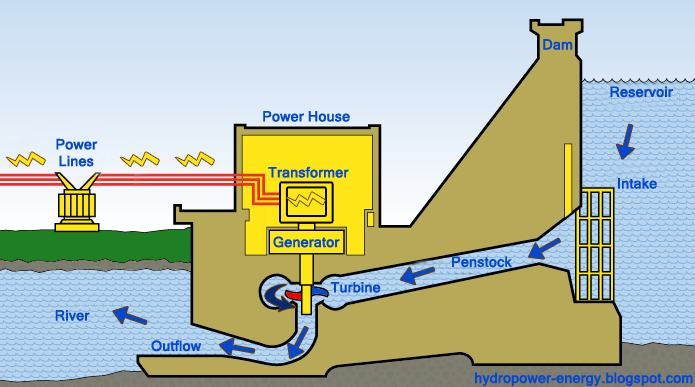 Dam
Reservoir
Power House
Power
Lines
Transformer
Intake
Generator
Penstock
Turbine
River
Outflow
hydropower-energy.blogspot.com